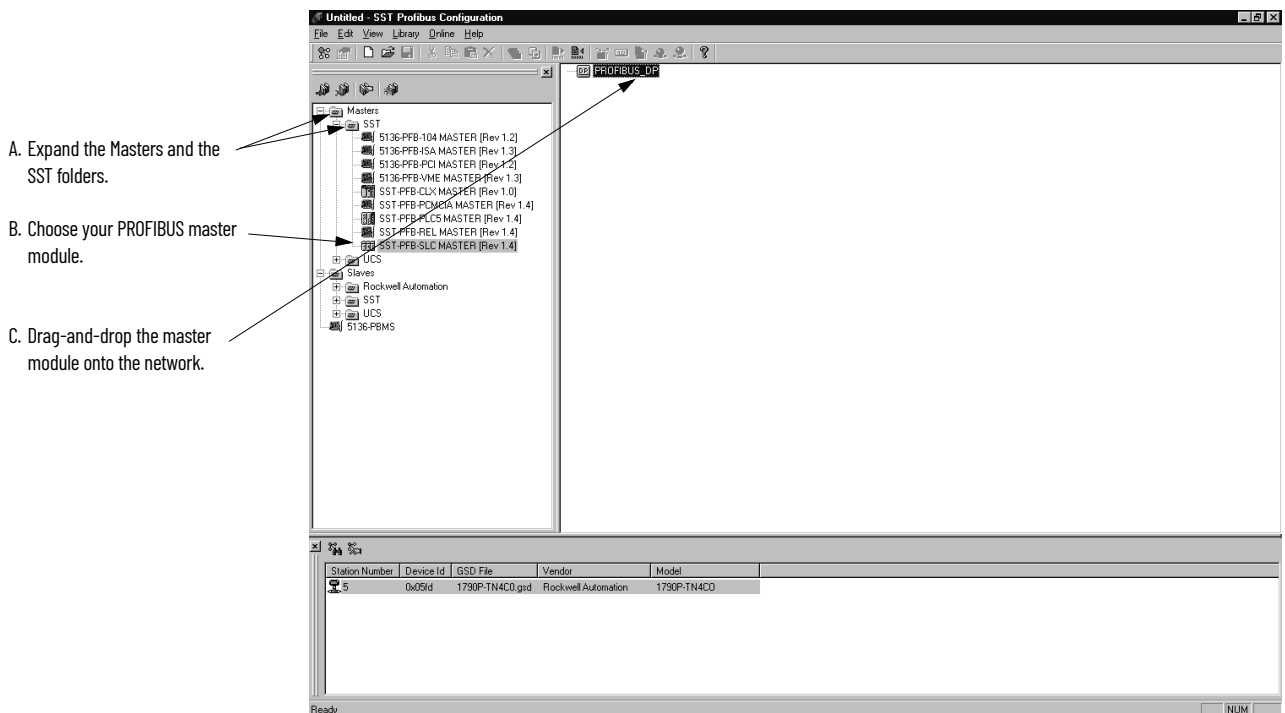 Untitled - SST Profibus Configuration
File Edit View Library Online Help
PROFIBUS_DP
Masters
SST
5136-PFB-104 MASTER [Rev 1.2]
5136-PFB-ISA MASTER [Rev 1.3]
5136-PFB-PCI MASTER [Rev 1.2]
5136-PFB-VME MASTER [Rev 1.3]
SST-PFB-CLX MASTER [Rev 1.0]
SST-PFB-PCMCIA MASTER [Rev 1.4]
SST-PFB-PLC5 MASTER [Rev 1.4]
SST-PFB-REL MASTER [Rev 1.4]
SST-PFB-SLC MASTER [Rev 1.4]
UCS
Slaves
Rockwell Automation
SST
UCS
5136-PBMS
A. Expand the Masters and the
SST folders.
B. Choose your PROFIBUS master
module.
C. Drag-and-drop the master
module onto the network.
Station Number Device Id GSD File Vendor Model
5 0x05fd 1790P-TN4C0.gsd Rockwell Automation 1790P-TN4C0
Ready NUM